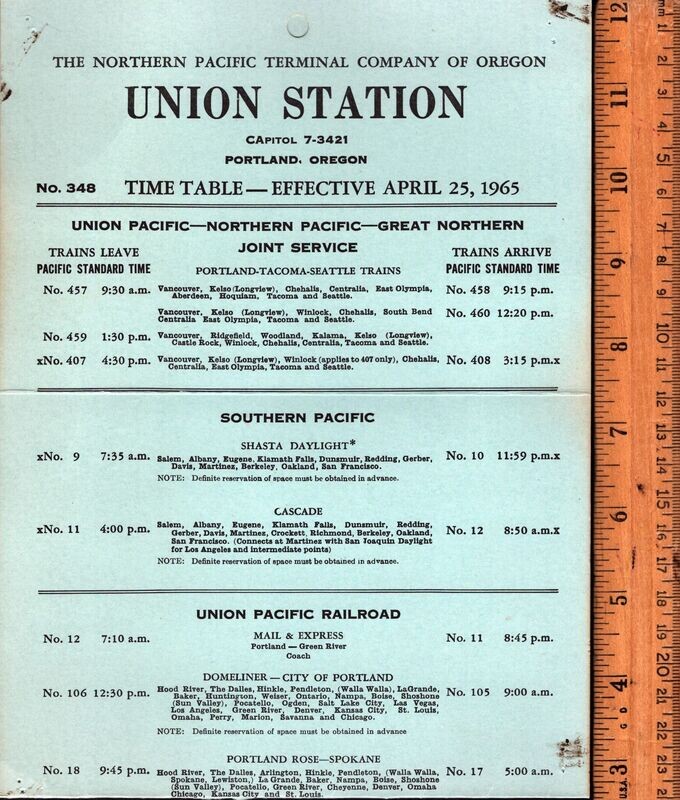 THE NORTHERN PACIFIC TERMINAL COMPANY OF OREGON
UNION STATION
CAPITOL 7-3421
PORTLAND, OREGON
No. 348 TIME TABLE — EFFECTIVE APRIL 25, 1965
UNION PACIFIC—NORTHERN PACIFIC—GREAT NORTHERN
JOINT SERVICE
TRAINS LEAVE
PACIFIC STANDARD TIME
PORTLAND-TACOMA-SEATTLE TRAINS
TRAINS ARRIVE
PACIFIC STANDARD TIME
No. 457 9:30 a.m. Vancouver, Kelso (Longview), Chehalis, Centralia, East Olympia, No. 458 9:15 p.m.
Aberdeen, Hoquiam, Tacoma and Seattle.
Vancouver, Kelso (Longview), Winlock, Chehalis, South Bend No. 460 12:20 p.m.
Centralia East Olympia, Tacoma and Seattle.
No. 459 1:30 p.m. Vancouver, Ridgefield, Woodland, Kalama, Kelso (Longview),
Castle Rock, Winlock, Chehalis, Centralia, Tacoma and Seattle.
xNo. 407 4:30 p.m. Vancouver, Kelso (Longview), Winlock (applies to 407 only), Chehalis, No. 408 3:15 p.m.x
Centralia, East Olympia, Tacoma and Seattle.
SOUTHERN PACIFIC
SHASTA DAYLIGHT*
xNo. 9 7:35 a.m. Salem, Albany, Eugene, Klamath Falls, Dunsmuir, Redding, Gerber, No. 10 11:59 p.m.x
Davis, Martinez, Berkeley, Oakland, San Francisco.
NOTE: Definite reservation of space must be obtained in advance.
CASCADE
xNo. 11 4:00 p.m. Salem, Albany, Eugene, Klamath Falls, Dunsmuir, Redding, No. 12 8:50 a.m.x
Gerber, Davis, Martinez, Crockett, Richmond, Berkeley, Oakland,
San Francisco. (Connects at Martinez with San Joaquin Daylight
for Los Angeles and intermediate points)
NOTE: Definite reservation of space must be obtained in advance.
UNION PACIFIC RAILROAD
No. 12 7:10 a.m. MAIL & EXPRESS No. 11 8:45 p.m.
Portland — Green River
Coach
DOMELINER — CITY OF PORTLAND
No. 106 12:30 p.m. Hood River, The Dalles, Hinkle, Pendleton, (Walla Walla), LaGrande, No. 105 9:00 a.m.
Baker, Huntington, Weiser, Ontario, Nampa, Boise, Shoshone
(Sun Valley), Pocatello, Ogden, Salt Lake City, Las Vegas,
Los Angeles, Green River, Denver, Kansas City, St. Louis,
Omaha, Perry, Marion, Savanna and Chicago.
NOTE: Definite reservation of space must be obtained in advance
PORTLAND ROSE—SPOKANE
No. 18 9:45 p.m. Hood River, The Dalles, Arlington, Hinkle, Pendleton, (Walla Walla, No. 17 5:00 a.m.
Spokane, Lewiston,) La Grande, Baker, Nampa, Boise, Shoshone
(Sun Valley), Pocatello, Green River, Cheyenne, Denver, Omaha
Chicago, Kansas City and St. Louis.
12
11
10
9
8
7
6
5
4
3
U.S.A.
mm